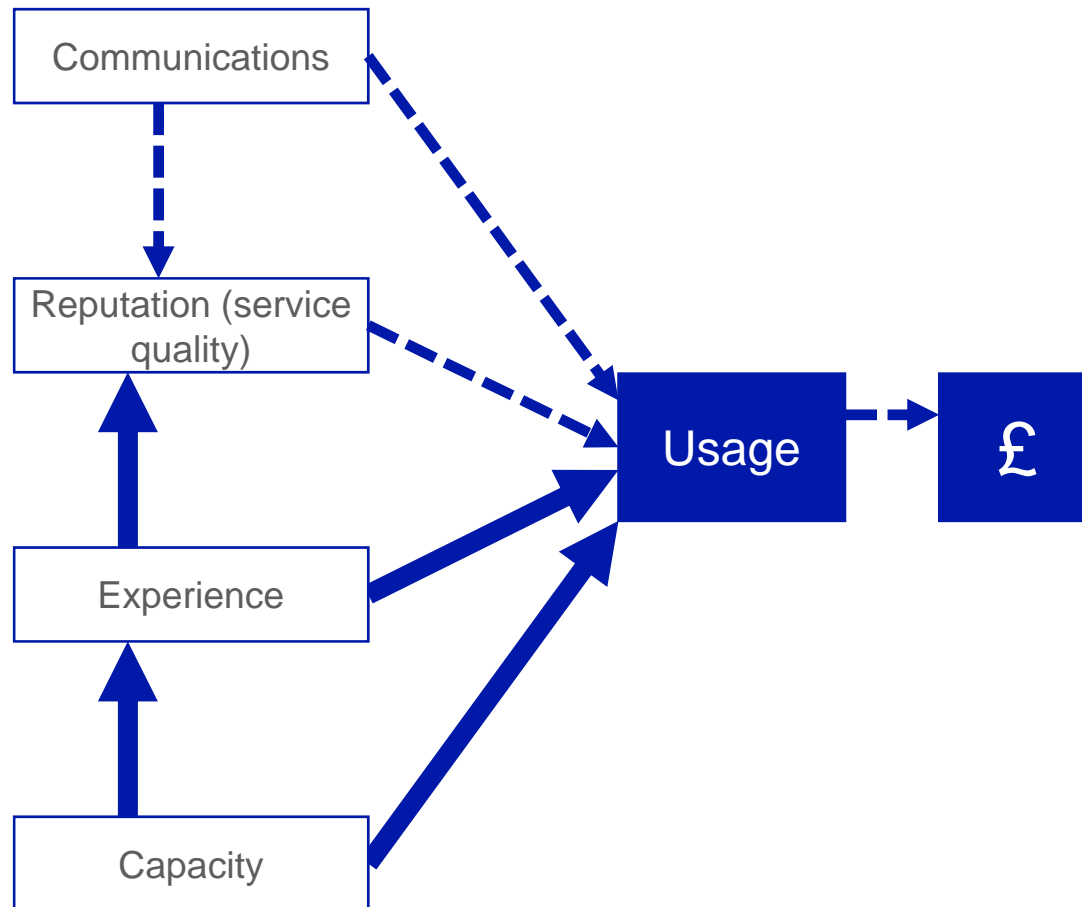 Communications
Reputation (service
quality)
Usage
£
Experience
Capacity